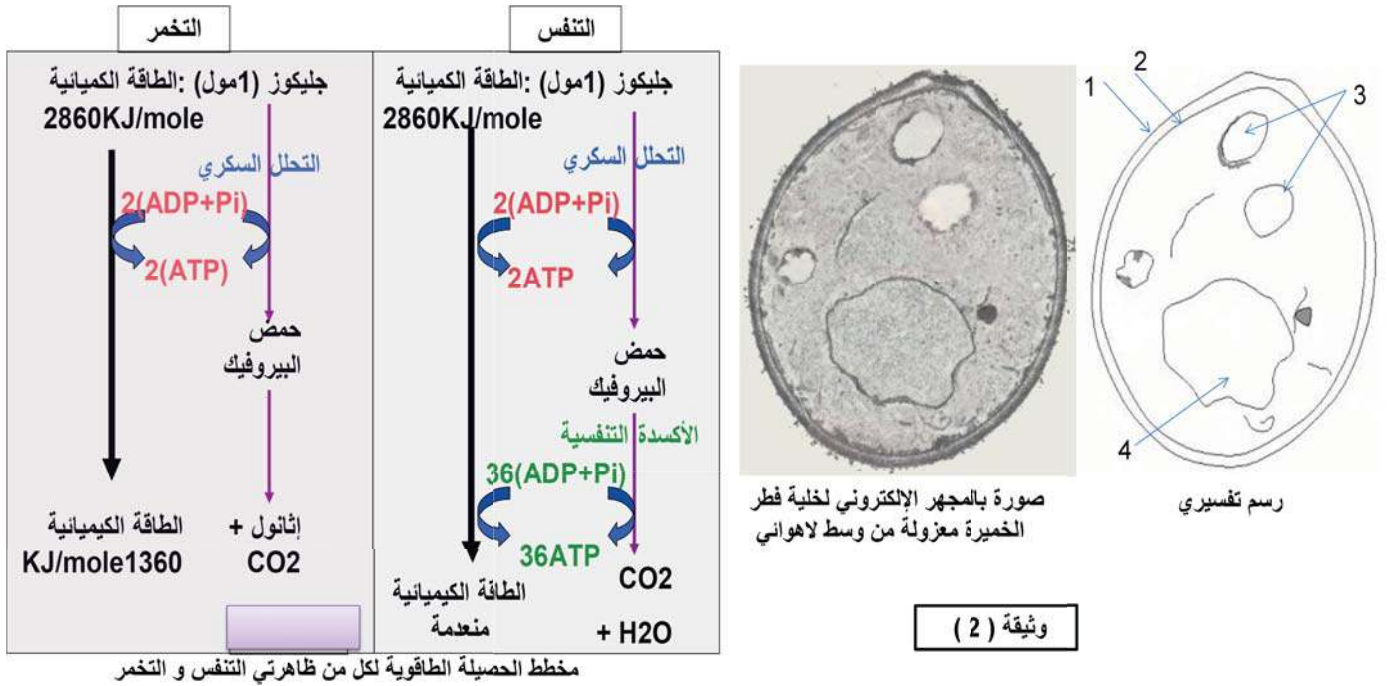 التنفس
جليكوز (1مول) :الطاقة الكميائية
2860KJ/mole
التحلل السكري
2(ADP+Pi)
2ATP
حمض
البيروفيك
الأكسدة التنفسية
36(ADP+Pi)
36ATP
CO2
+ H2O
الطاقة الكيميائية
منعدمة
التخمر
جليكوز (1مول) :الطاقة الكميائية
2860KJ/mole
التحلل السكري
2(ADP+Pi)
2(ATP)
حمض
البيروفيك
إثانول +
CO2
الطاقة الكيميائية
KJ/mole1360
مخطط الحصيلة الطاقوية لكل من ظاهرتي التنفس و التخمر
1
2
3
4
رسم تفسيري
صورة بالمجهر الإلكتروني لخلية فطر
الخميرة معزولة من وسط لاهوائي
وثيقة ( 2 )